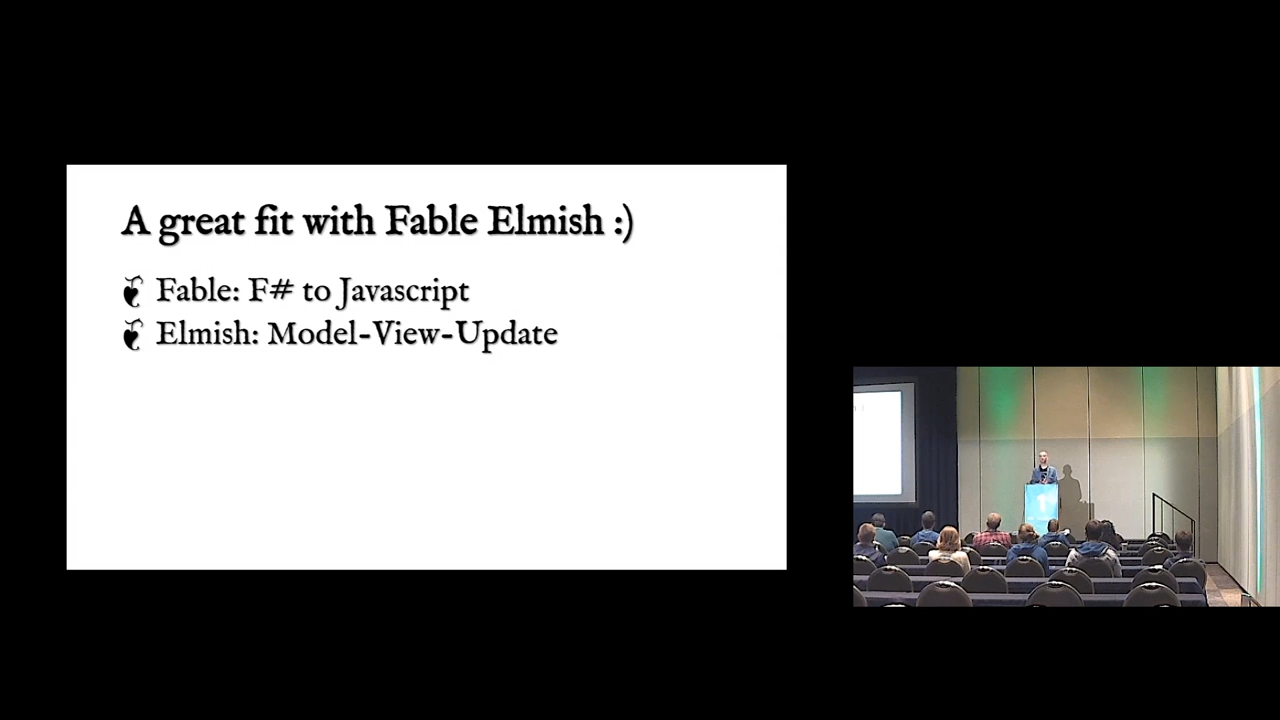 A great fit with Fable Elmish :)
❦ Fable: F# to Javascript
❦ Elmish: Model-View-Update